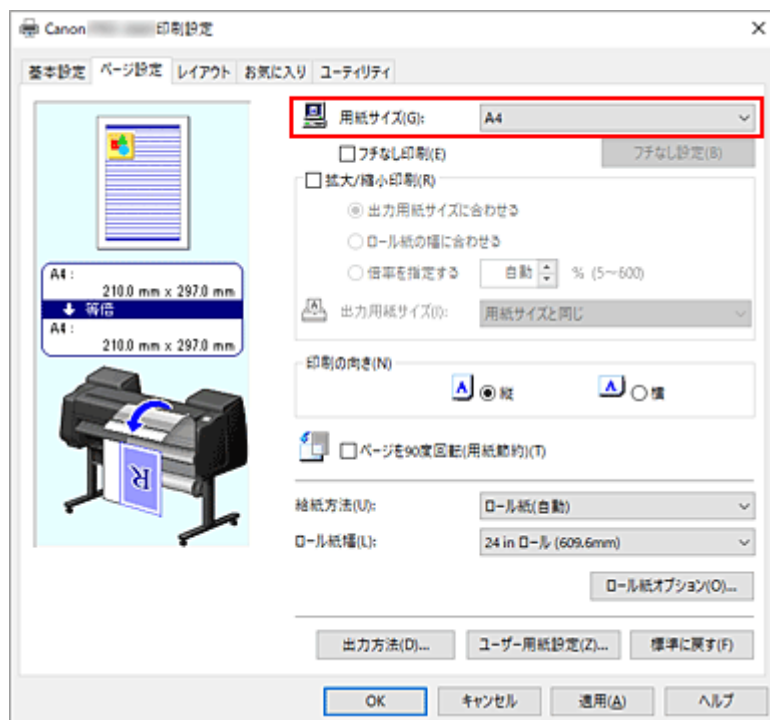 Canon 印刷設定
基本設定 ページ設定 レイアウト お気に入り ユーティリティ
用紙サイズ(G): A4
フチなし印刷(E) フチなし設定(B)
拡大/縮小印刷(R)
出力用紙サイズに合わせる
ロール紙の幅に合わせる
倍率を指定する 自動 % (5～600)
出力用紙サイズ(I): 用紙サイズと同じ
A4 :
210.0 mm x 297.0 mm
等倍
A4 :
210.0 mm x 297.0 mm
R
印刷の向き(N)
A 縦 A 横
ページを90度回転(用紙節約)(T)
給紙方法(U): ロール紙(自動)
ロール紙幅(L): 24 in ロール (609.6mm)
ロール紙オプション(O)...
出力方法(D)... ユーザー用紙設定(Z)... 標準に戻す(F)
OK キャンセル 適用(A) ヘルプ